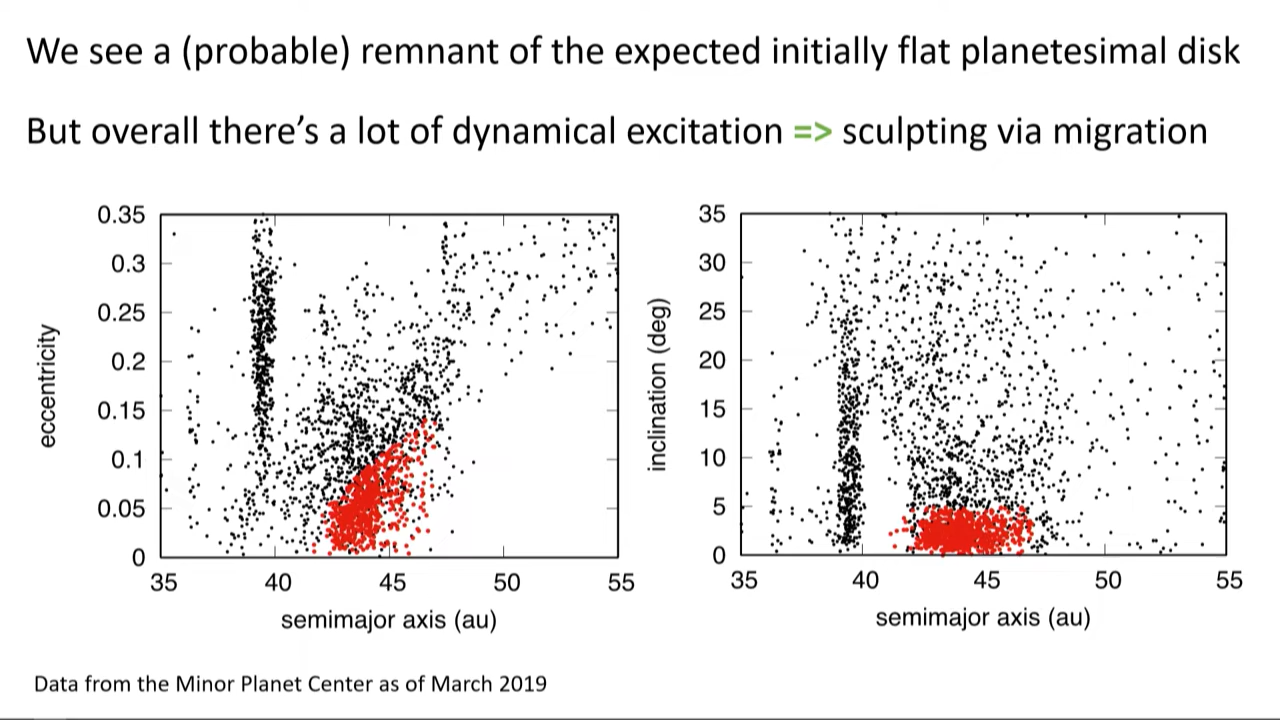 We see a (probable) remnant of the expected initially flat planetesimal disk
But overall there's a lot of dynamical excitation => sculpting via migration
0.35
0.3
0.25
0.2
0.15
0.1
0.05
0
eccentricity
35 40 45 50 55
semimajor axis (au)
35
30
25
20
15
10
5
0
inclination (deg)
35 40 45 50 55
semimajor axis (au)
Data from the Minor Planet Center as of March 2019